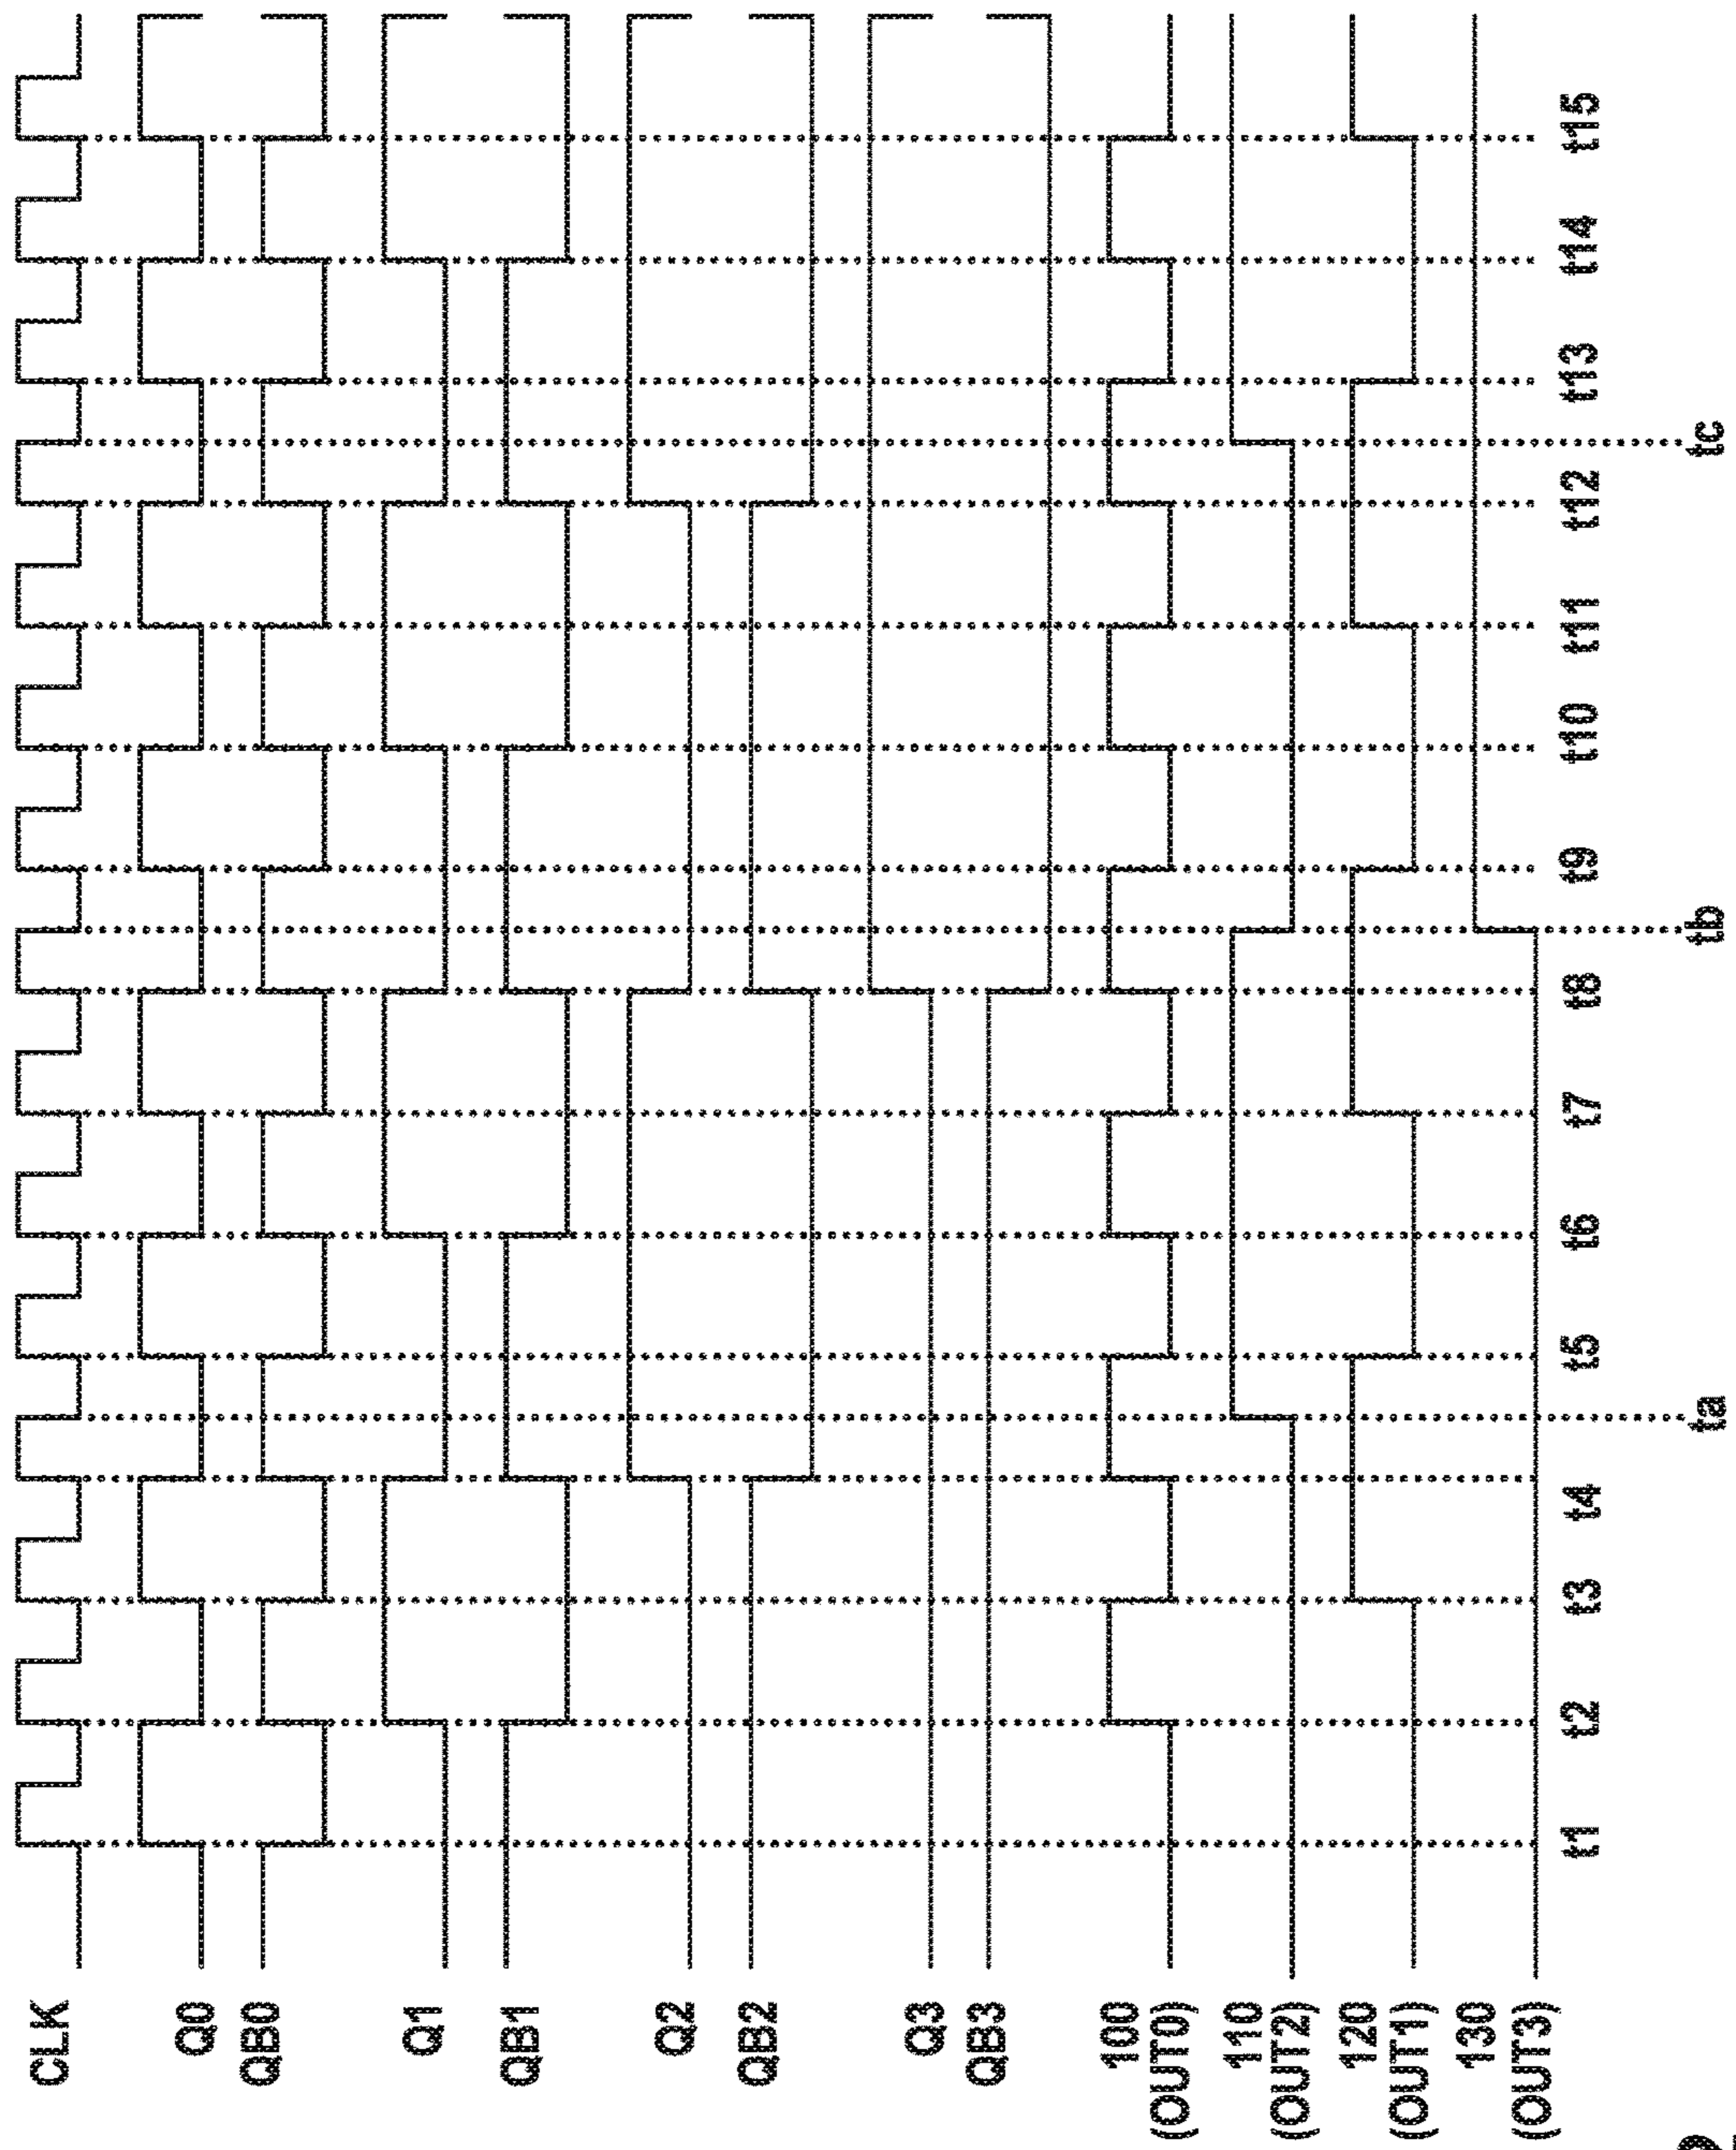 CLK
Q0
QB0
Q1
QB1
Q2
QB2
Q3
QB3
100
(OUT0)
110
(OUT2)
120
(OUT1)
130
(OUT3)
t1
t2
t3
t4
t5
t6
t7
t8
t9
t10
t11
t12
t13
t14
t15
ta
tb
tc